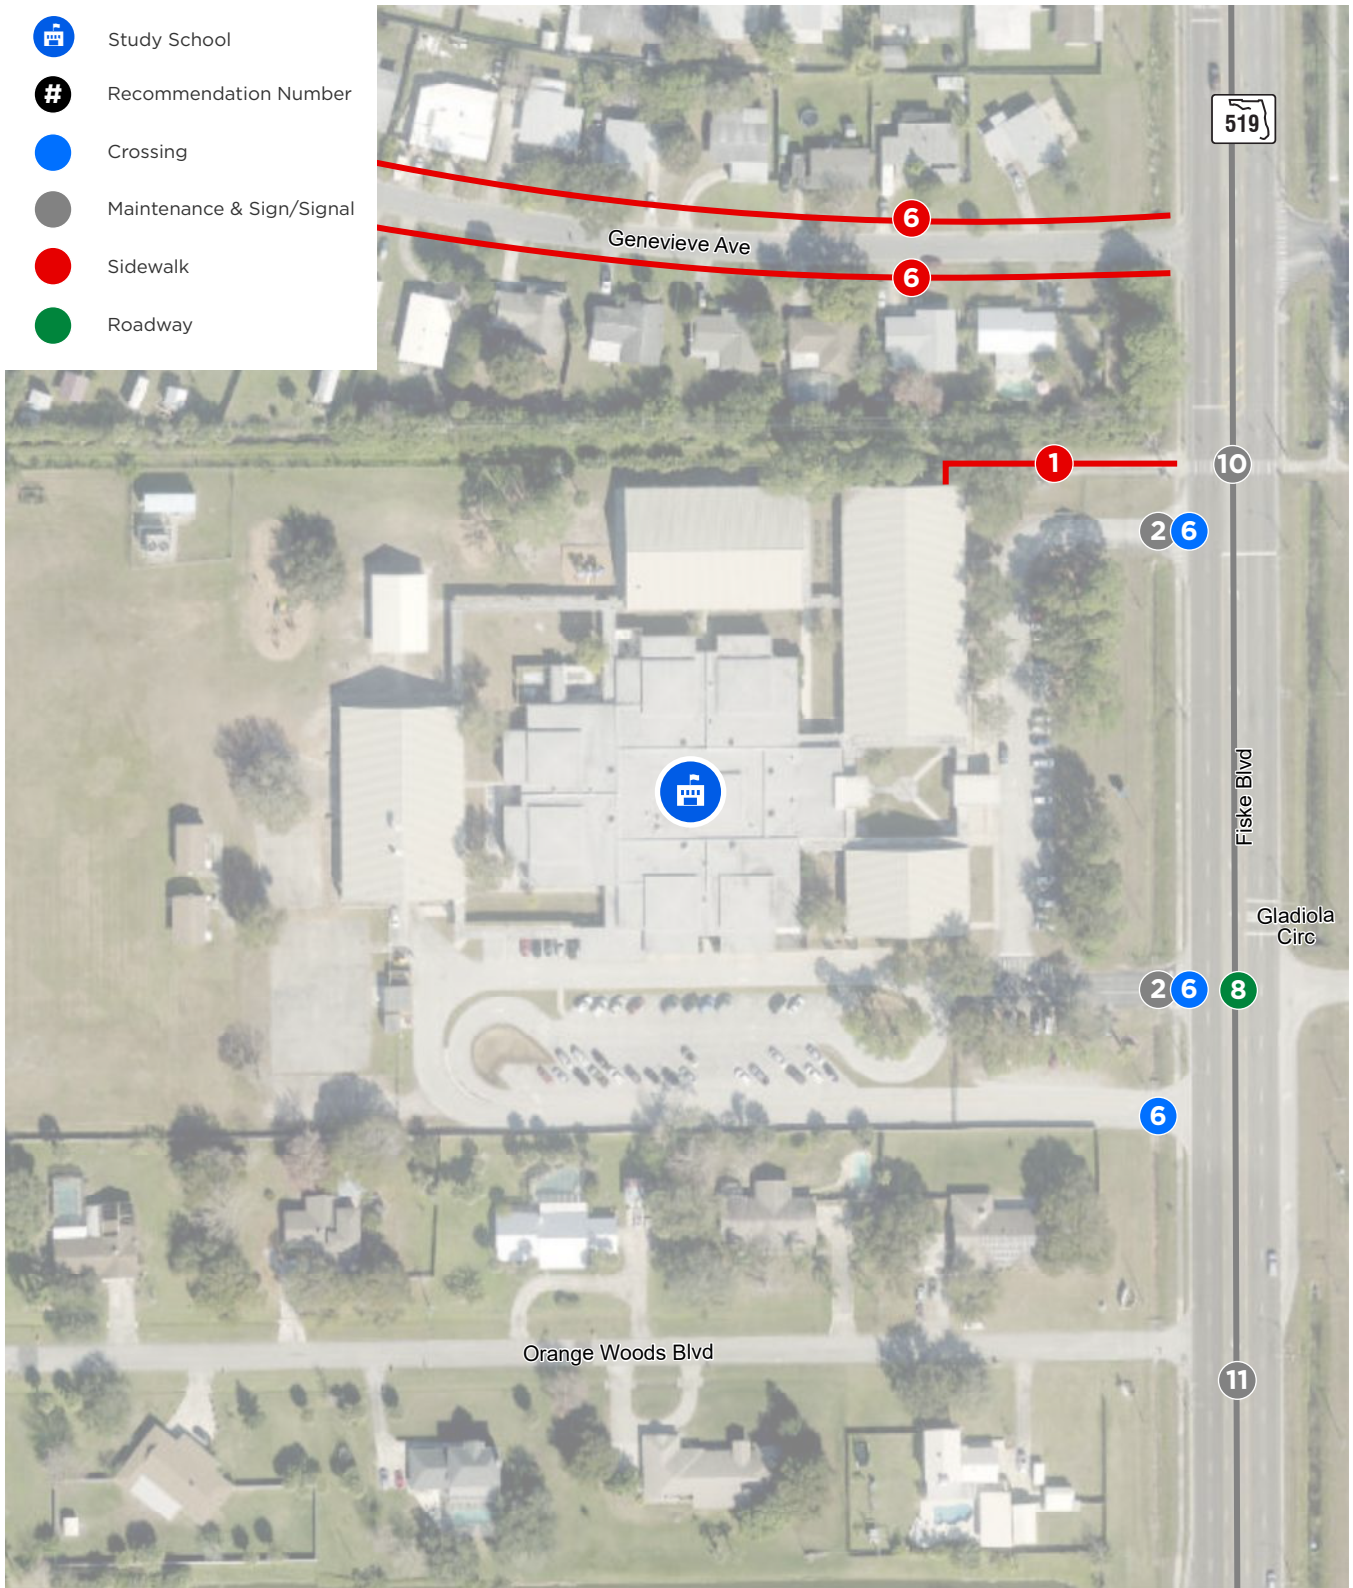 Study School
# Recommendation Number
Crossing
Maintenance & Sign/Signal
Sidewalk
Roadway
519
6
Genevieve Ave
6
1
10
2 6
Fiske Blvd
Gladiola
Circ
2 6 8
6
Orange Woods Blvd
11